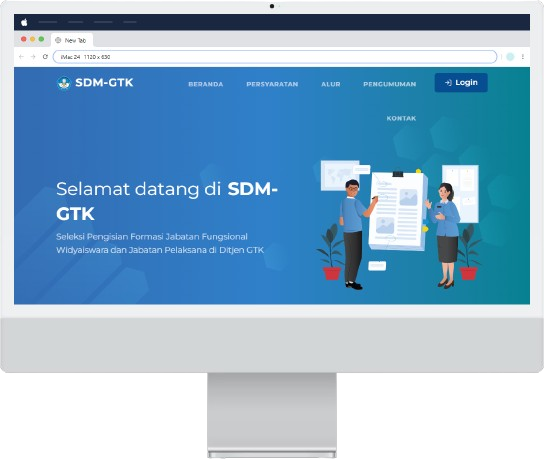 New Tab
iMac 24 1120 x 630
SDM-GTK
BERANDA PERSYARATAN ALUR PENGUMUMAN Login
KONTAK
Selamat datang di SDM-
GTK
Seleksi Pengisian Formasi Jabatan Fungsional
Widyaiswara dan Jabatan Pelaksana di Ditjen GTK